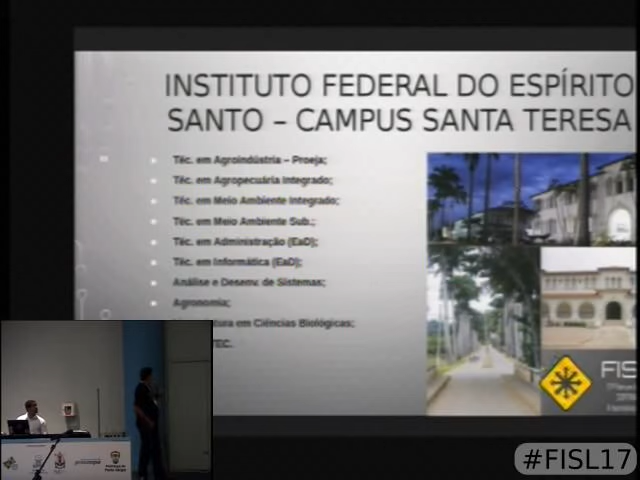 INSTITUTO FEDERAL DO ESPÍRITO
SANTO – CAMPUS SANTA TERESA
Téc. em Agroindústria – Proeja;
Téc. em Agropecuária Integrado;
Téc. em Meio Ambiente Integrado;
Téc. em Meio Ambiente Sub.;
Téc. em Administração (EaD);
Téc. em Informática (EaD);
Análise e Desenv. de Sistemas;
Agronomia;
tura em Ciências Biológicas;
TEC.
FIS
#FISL17